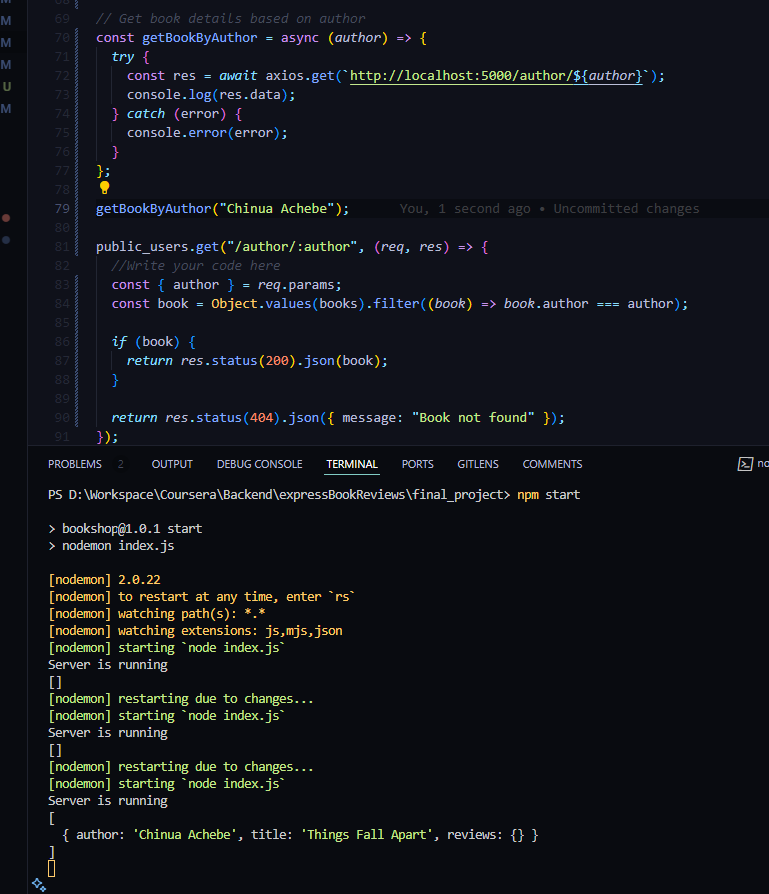 M
M
M
M
U
M
68
69 // Get book details based on author
70 const getBookByAuthor = async (author) => {
71 try {
72 const res = await axios.get(`http://localhost:5000/author/${author}`);
73 console.log(res.data);
74 } catch (error) {
75 console.error(error);
76 }
77 };
78
79 getBookByAuthor("Chinua Achebe"); You, 1 second ago • Uncommitted changes
80
81 public_users.get("/author/:author", (req, res) => {
82 //Write your code here
83 const { author } = req.params;
84 const book = Object.values(books).filter((book) => book.author === author);
85
86 if (book) {
87 return res.status(200).json(book);
88 }
89
90 return res.status(404).json({ message: "Book not found" });
91 });
PROBLEMS 2 OUTPUT DEBUG CONSOLE TERMINAL PORTS GITLENS COMMENTS
PS D:\Workspace\Coursera\Backend\expressBookReviews\final_project> npm start
> bookshop@1.0.1 start
> nodemon index.js
[nodemon] 2.0.22
[nodemon] to restart at any time, enter `rs`
[nodemon] watching path(s): *.*
[nodemon] watching extensions: js,mjs,json
[nodemon] starting `node index.js`
Server is running
[]
[nodemon] restarting due to changes...
[nodemon] starting `node index.js`
Server is running
[]
[nodemon] restarting due to changes...
[nodemon] starting `node index.js`
Server is running
[
{ author: 'Chinua Achebe', title: 'Things Fall Apart', reviews: {} }
]